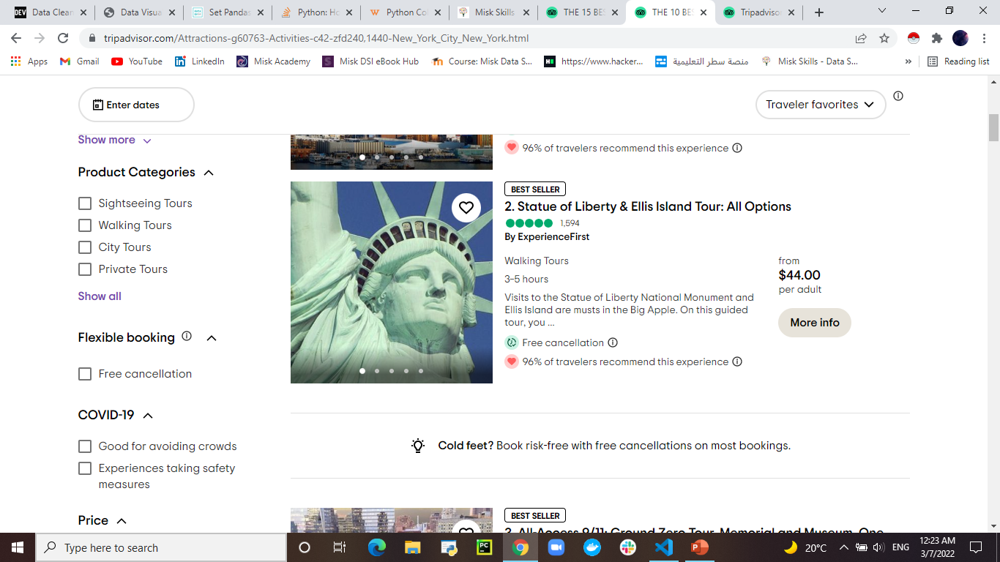 DEV Data Clean
Data Visua
Set Pandas
Python: Ho
Python Col
Misk Skills
THE 15 BES
THE 10 BES
Tripadvisor
tripadvisor.com/Attractions-g60763-Activities-c42-zfd240,1440-New_York_City_New_York.html
Apps
Gmail
YouTube
LinkedIn
Misk Academy
Misk DSI eBook Hub
Course: Misk Data S...
https://www.hacker...
منصة سطر التعليمية
Misk Skills - Data S...
»
Reading list
Enter dates
Traveler favorites
Show more
96% of travelers recommend this experience
Product Categories
Sightseeing Tours
Walking Tours
City Tours
Private Tours
Show all
Flexible booking
Free cancellation
COVID-19
Good for avoiding crowds
Experiences taking safety
measures
Price
BEST SELLER
2. Statue of Liberty & Ellis Island Tour: All Options
1,594
By ExperienceFirst
Walking Tours
3–5 hours
Visits to the Statue of Liberty National Monument and
Ellis Island are musts in the Big Apple. On this guided
tour, you ...
Free cancellation
96% of travelers recommend this experience
from
$44.00
per adult
More info
Cold feet? Book risk-free with free cancellations on most bookings.
BEST SELLER
3. All-Access 9/11: Ground Zero Tour, Memorial and Museum, One
Type here to search
20°C
ENG
12:23 AM
3/7/2022